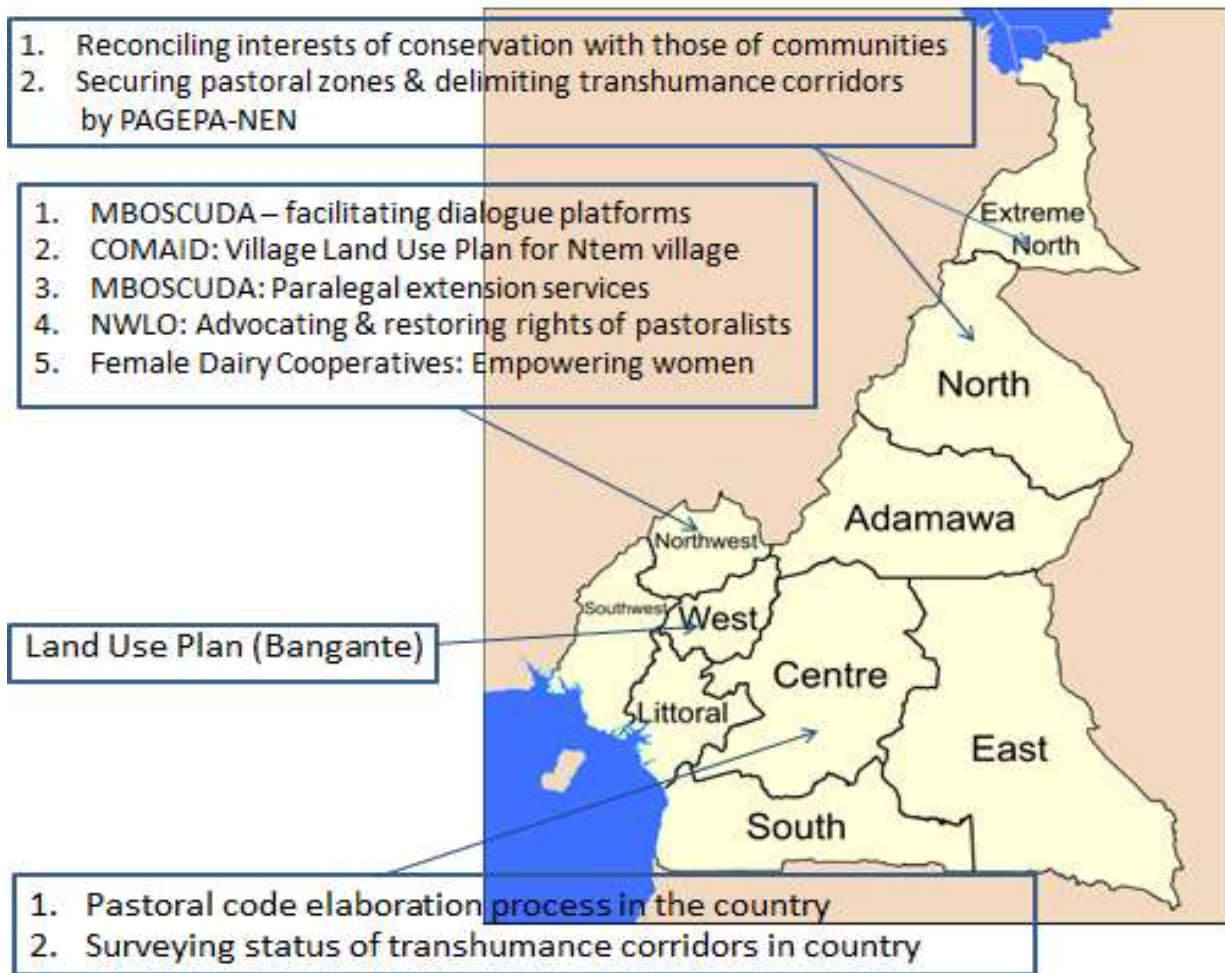 1. Reconciling interests of conservation with those of communities
2. Securing pastoral zones & delimiting transhumance corridors
by PAGEPA-NEN
1. MBOSCUDA – facilitating dialogue platforms
2. COMAID: Village Land Use Plan for Ntem village
3. MBOSCUDA: Paralegal extension services
4. NWLO: Advocating & restoring rights of pastoralists
5. Female Dairy Cooperatives: Empowering women
Extreme
North
North
Adamawa
Northwest
Southwest
West
Land Use Plan (Bangante)
Centre
Littoral
East
South
1. Pastoral code elaboration process in the country
2. Surveying status of transhumance corridors in country